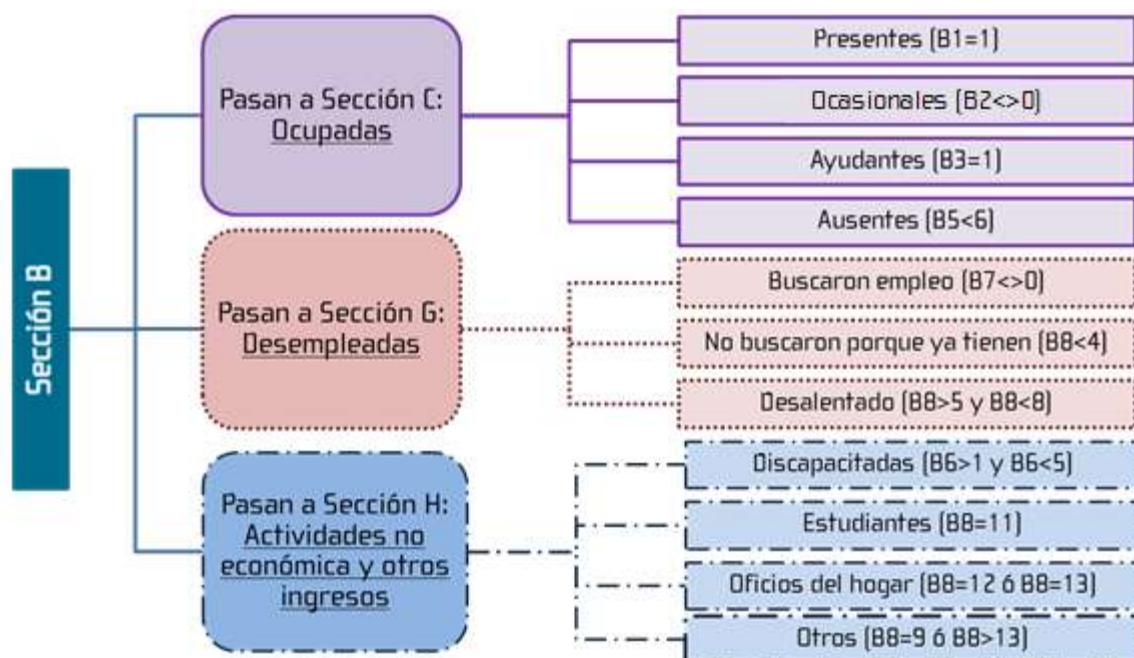 Sección B
Pasan a Sección C:
Ocupadas
Presentes (B1=1)
Ocasionales (B2<>0)
Ayudantes (B3=1)
Ausentes (B5<6)
Pasan a Sección G:
Desempleadas
Buscaron empleo (B7<>0)
No buscaron porque ya tienen (B8<4)
Desalentado (B8>5 y B8<8)
Pasan a Sección H:
Actividades no
económica y otros
ingresos
Discapacitadas (B6>1 y B6<5)
Estudiantes (B8=11)
Oficios del hogar (B8=12 ó B8=13)
Otros (B8=9 ó B8>13)